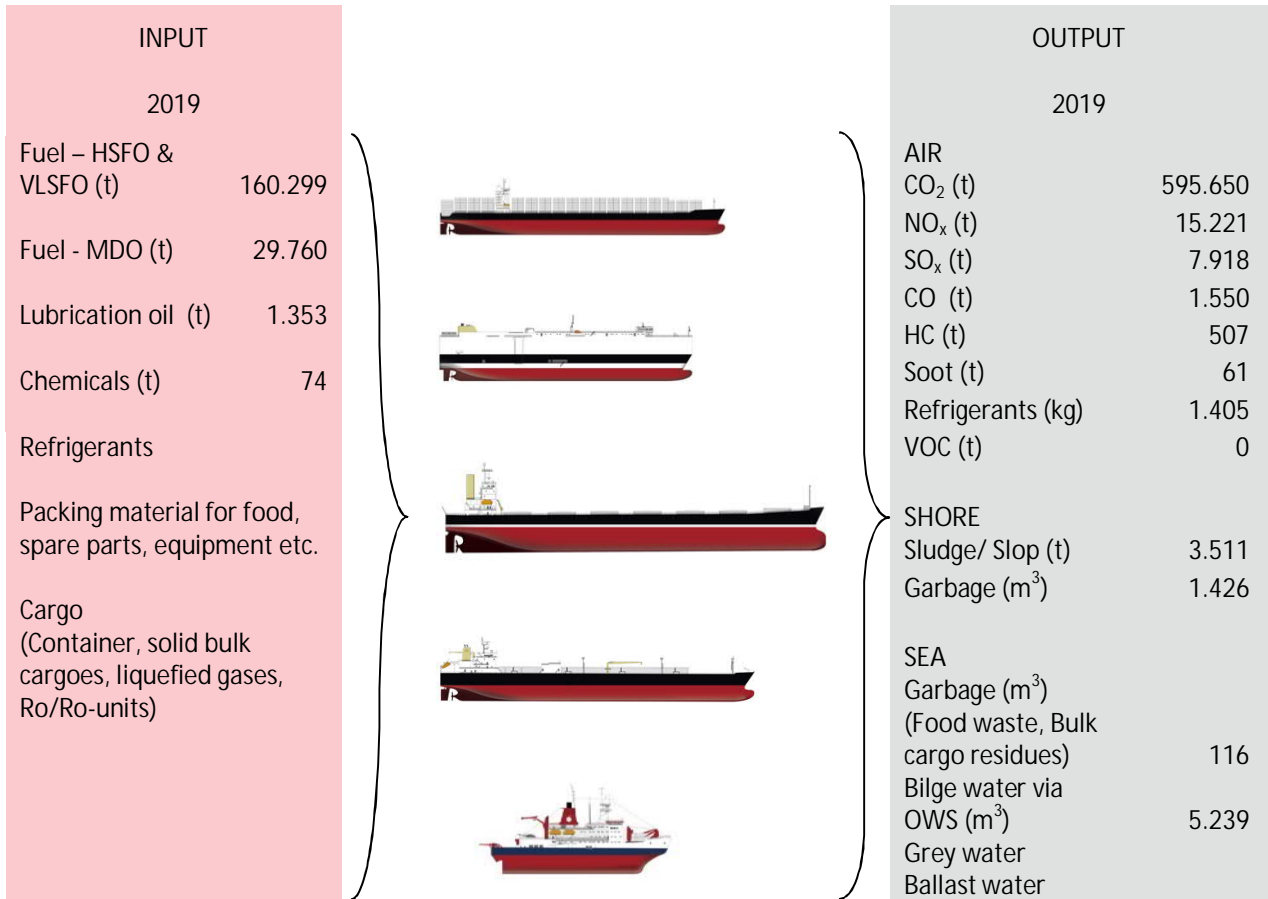 INPUT
2019
Fuel – HSFO &
VLSFO (t) 160.299
Fuel - MDO (t) 29.760
Lubrication oil (t) 1.353
Chemicals (t) 74
Refrigerants
Packing material for food,
spare parts, equipment etc.
Cargo
(Container, solid bulk
cargoes, liquefied gases,
Ro/Ro-units)
OUTPUT
2019
AIR
CO₂ (t) 595.650
NOₓ (t) 15.221
SOₓ (t) 7.918
CO (t) 1.550
HC (t) 507
Soot (t) 61
Refrigerants (kg) 1.405
VOC (t) 0
SHORE
Sludge/ Slop (t) 3.511
Garbage (m³) 1.426
SEA
Garbage (m³)
(Food waste, Bulk
cargo residues) 116
Bilge water via
OWS (m³) 5.239
Grey water
Ballast water